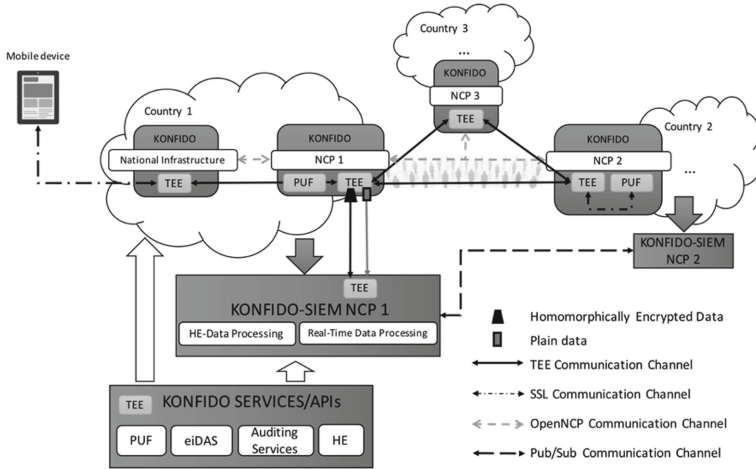 Country 3
...
Mobile device
KONFIDO
NCP 3
TEE
Country 1
KONFIDO
National Infrastructure
TEE
KONFIDO
NCP 1
PUF
TEE
KONFIDO
NCP 2
TEE
PUF
Country 2
...
KONFIDO-SIEM
NCP 2
TEE
KONFIDO-SIEM NCP 1
HE-Data Processing
Real-Time Data Processing
Homomorphically Encrypted Data
Plain data
TEE Communication Channel
SSL Communication Channel
OpenNCP Communication Channel
Pub/Sub Communication Channel
TEE
KONFIDO SERVICES/APIs
PUF
eiDAS
Auditing
Services
HE